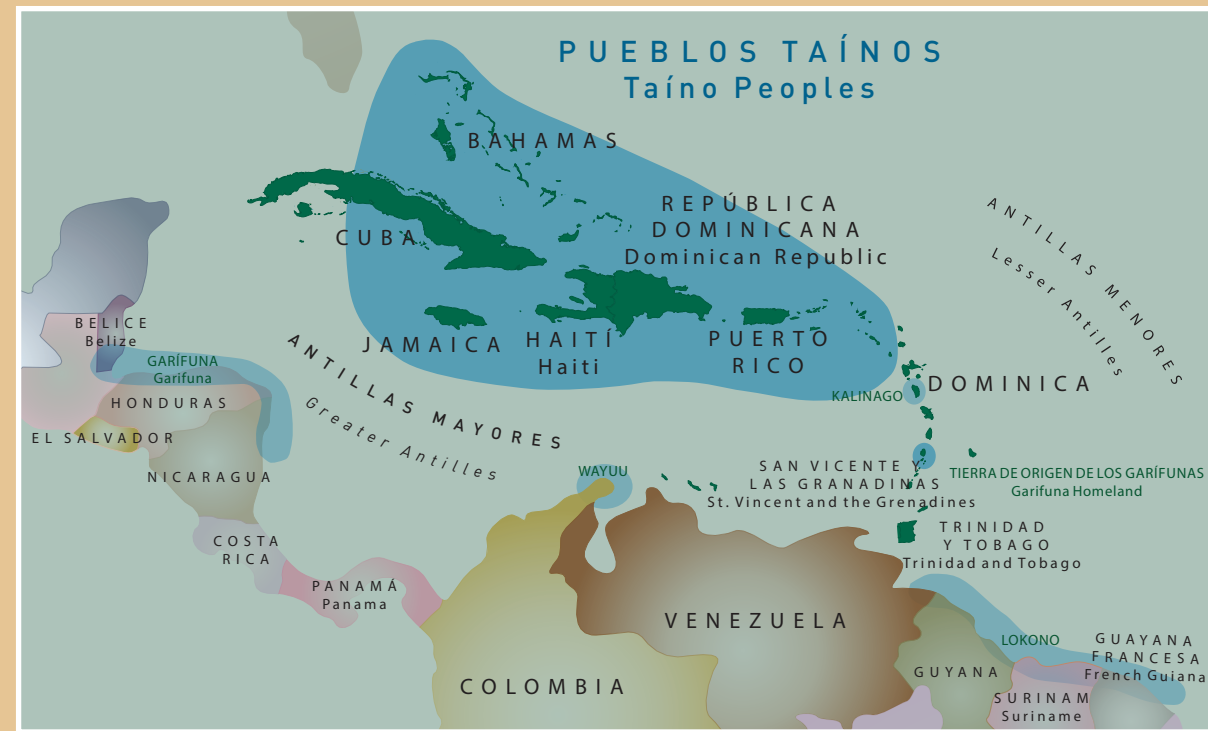 PUEBLOS TAÍNOS
Taíno Peoples
BAHAMAS
REPÚBLICA
DOMINICANA
Dominican Republic
CUBA
ANTILLAS MENORES
Lesser Antilles
BELICE
Belize
JAMAICA
HAITÍ
Haiti
PUERTO
RICO
GARÍFUNA
Garifuna
ANTILLAS MAYORES
Greater Antilles
KALINAGO
DOMINICA
HONDURAS
EL SALVADOR
NICARAGUA
WAYUU
SAN VICENTE Y
LAS GRANADINAS
St. Vincent and the Grenadines
TIERRA DE ORIGEN DE LOS GARÍFUNAS
Garifuna Homeland
COSTA
RICA
TRINIDAD
Y TOBAGO
Trinidad and Tobago
PANAMÁ
Panama
VENEZUELA
LOKONO
GUAYANA
FRANCESA
French Guiana
GUYANA
COLOMBIA
SURINAM
Suriname